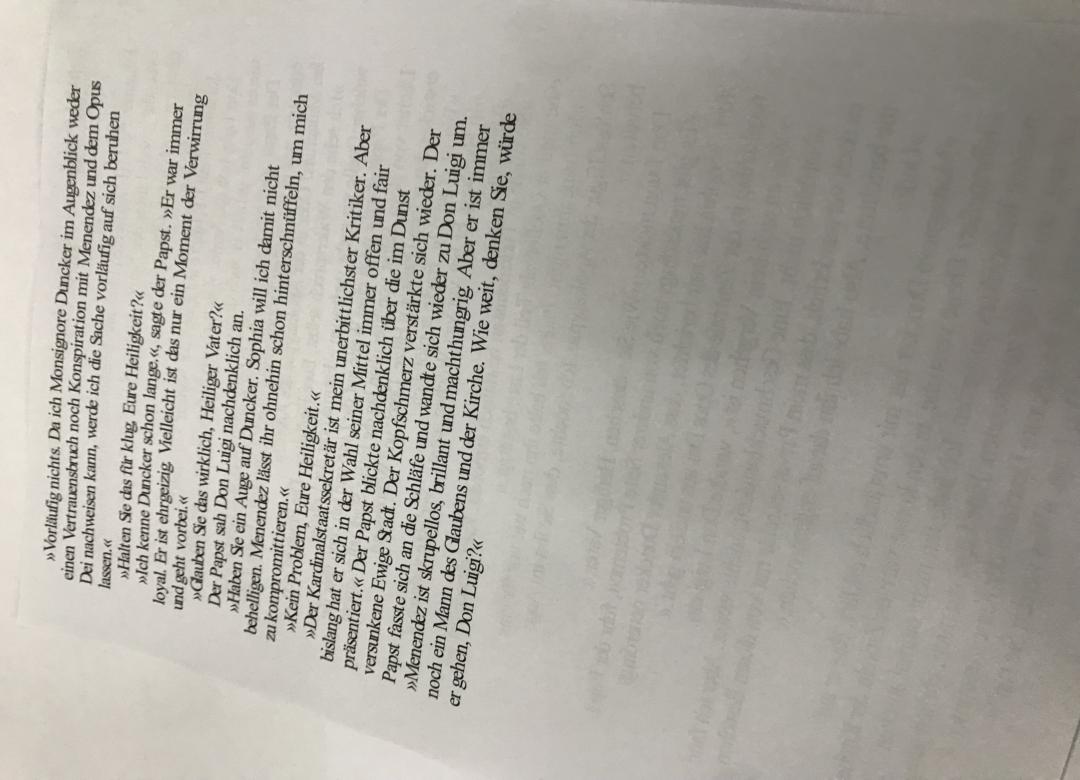 »Vorläufig nichts. Da ich Monsignore Duncker im Augenblick weder
einen Vertrauensbruch noch Konspiration mit Menendez und dem Opus
Dei nachweisen kann, werde ich die Sache vorläufig auf sich beruhen
lassen.«
»Halten Sie das für klug, Eure Heiligkeit?«
»Ich kenne Duncker schon lange.«, sagte der Papst. »Er war immer
loyal. Er ist ehrgeizig. Vielleicht ist das nur ein Moment der Verwirrung
und geht vorbei.«
»Glauben Sie das wirklich, Heiliger Vater?«
Der Papst sah Don Luigi nachdenklich an.
»Haben Sie ein Auge auf Duncker. Sophia will ich damit nicht
behelligen. Menendez lässt ihr ohnehin schon hinterschnüffeln, um mich
zu kompromittieren.«
»Kein Problem, Eure Heiligkeit.«
»Der Kardinalstaatssekretär ist mein unerbittlichster Kritiker. Aber
bislang hat er sich in der Wahl seiner Mittel immer offen und fair
präsentiert.« Der Papst blickte nachdenklich über die im Dunst
versunkene Ewige Stadt. Der Kopfschmerz verstärkte sich wieder. Der
Papst fasste sich an die Schläfe und wandte sich wieder zu Don Luigi um.
»Menendez ist skrupellos, brillant und machthungrig. Aber er ist immer
noch ein Mann des Glaubens und der Kirche. Wie weit, denken Sie, würde
er gehen, Don Luigi?«